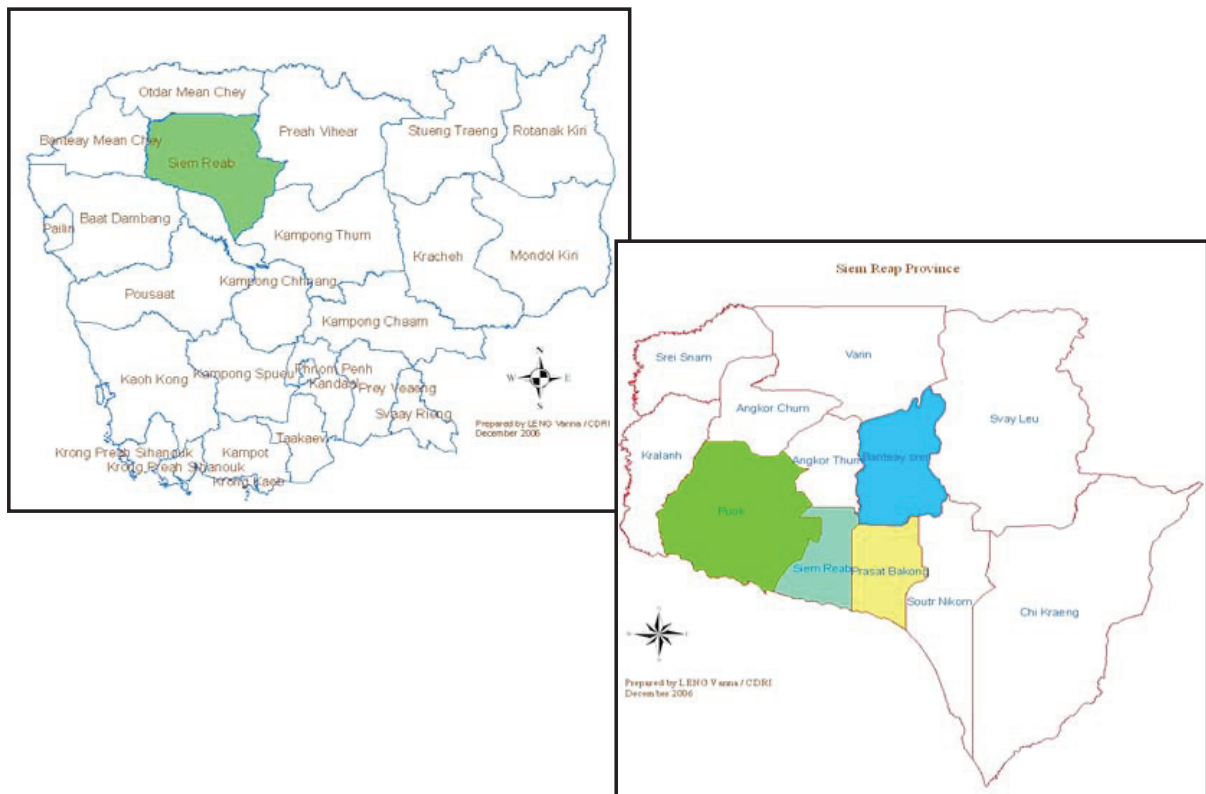 Otdar Mean Chey
Banteay Mean Chey
Siem Reab
Preah Vihear
Stueng Traeng
Rotanak Kiri
Pailin
Baat Dambang
Kampong Thum
Kracheh
Mondol Kiri
Pousaat
Kampong Chhnang
Kampong Chaam
Kaoh Kong
Kampong Spueu
Phnom Penh
Kandaal
Prey Veaeng
Svaay Rieng
Taakaev
Krong Preah Sihanouk
Krong Preah Sihanouk
Kampot
Krong Kaeb
N
W
E
S
Prepared by LENG Vanna / CDRI
December 2006
Siem Reap Province
Srei Snam
Varin
Angkor Chum
Svay Leu
Kralanh
Angkor Thum
Banteay srei
Puok
Siem Reab
Prasat Bakong
Soutr Nikom
Chi Kraeng
Prepared by LENG Vanna / CDRI
December 2006